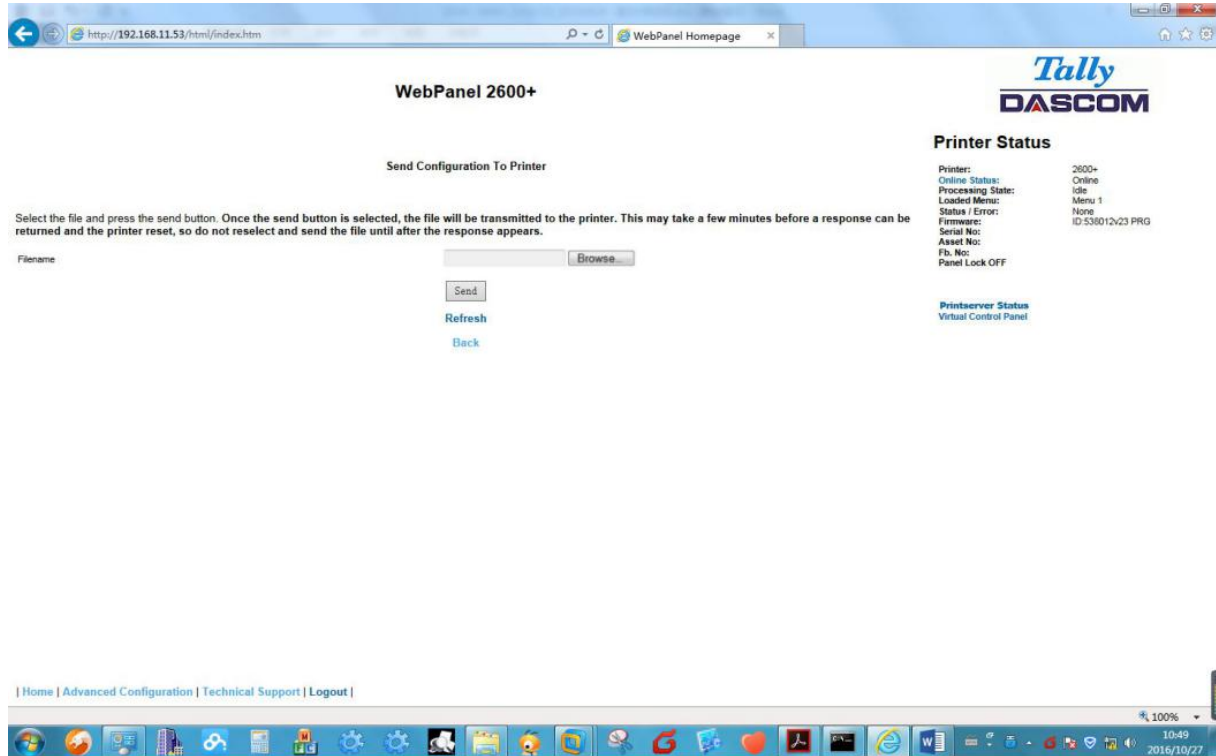 http://192.168.11.53/html/index.htm
WebPanel Homepage
Tally
DASCOM
WebPanel 2600+
Send Configuration To Printer
Select the file and press the send button. Once the send button is selected, the file will be transmitted to the printer. This may take a few minutes before a response can be
returned and the printer reset, so do not reselect and send the file until after the response appears.
Filename
Browse...
Send
Refresh
Back
Printer Status
Printer: 2600+
Online Status: Online
Processing State: Idle
Loaded Menu: Menu 1
Status / Error: None
Firmware: ID:538012v23 PRG
Serial No:
Asset No:
Fb. No:
Panel Lock OFF
Printserver Status
Virtual Control Panel
| Home | Advanced Configuration | Technical Support | Logout |
100%
10:49
2016/10/27